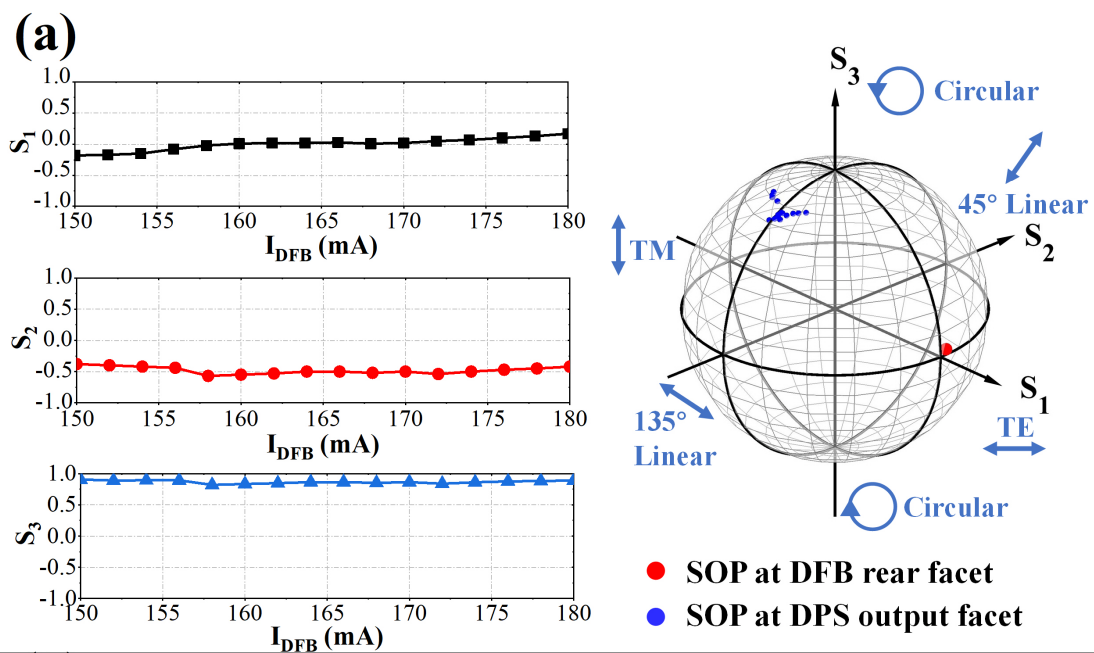 (a)
1.0
0.5
0.0
-0.5
-1.0
S1
150 155 160 165 170 175 180
IDFB (mA)
1.0
0.5
0.0
-0.5
-1.0
S2
150 155 160 165 170 175 180
IDFB (mA)
1.0
0.5
0.0
-0.5
-1.0
S3
150 155 160 165 170 175 180
IDFB (mA)
S3
Circular
45° Linear
S2
TM
S1
TE
135°
Linear
Circular
SOP at DFB rear facet
SOP at DPS output facet